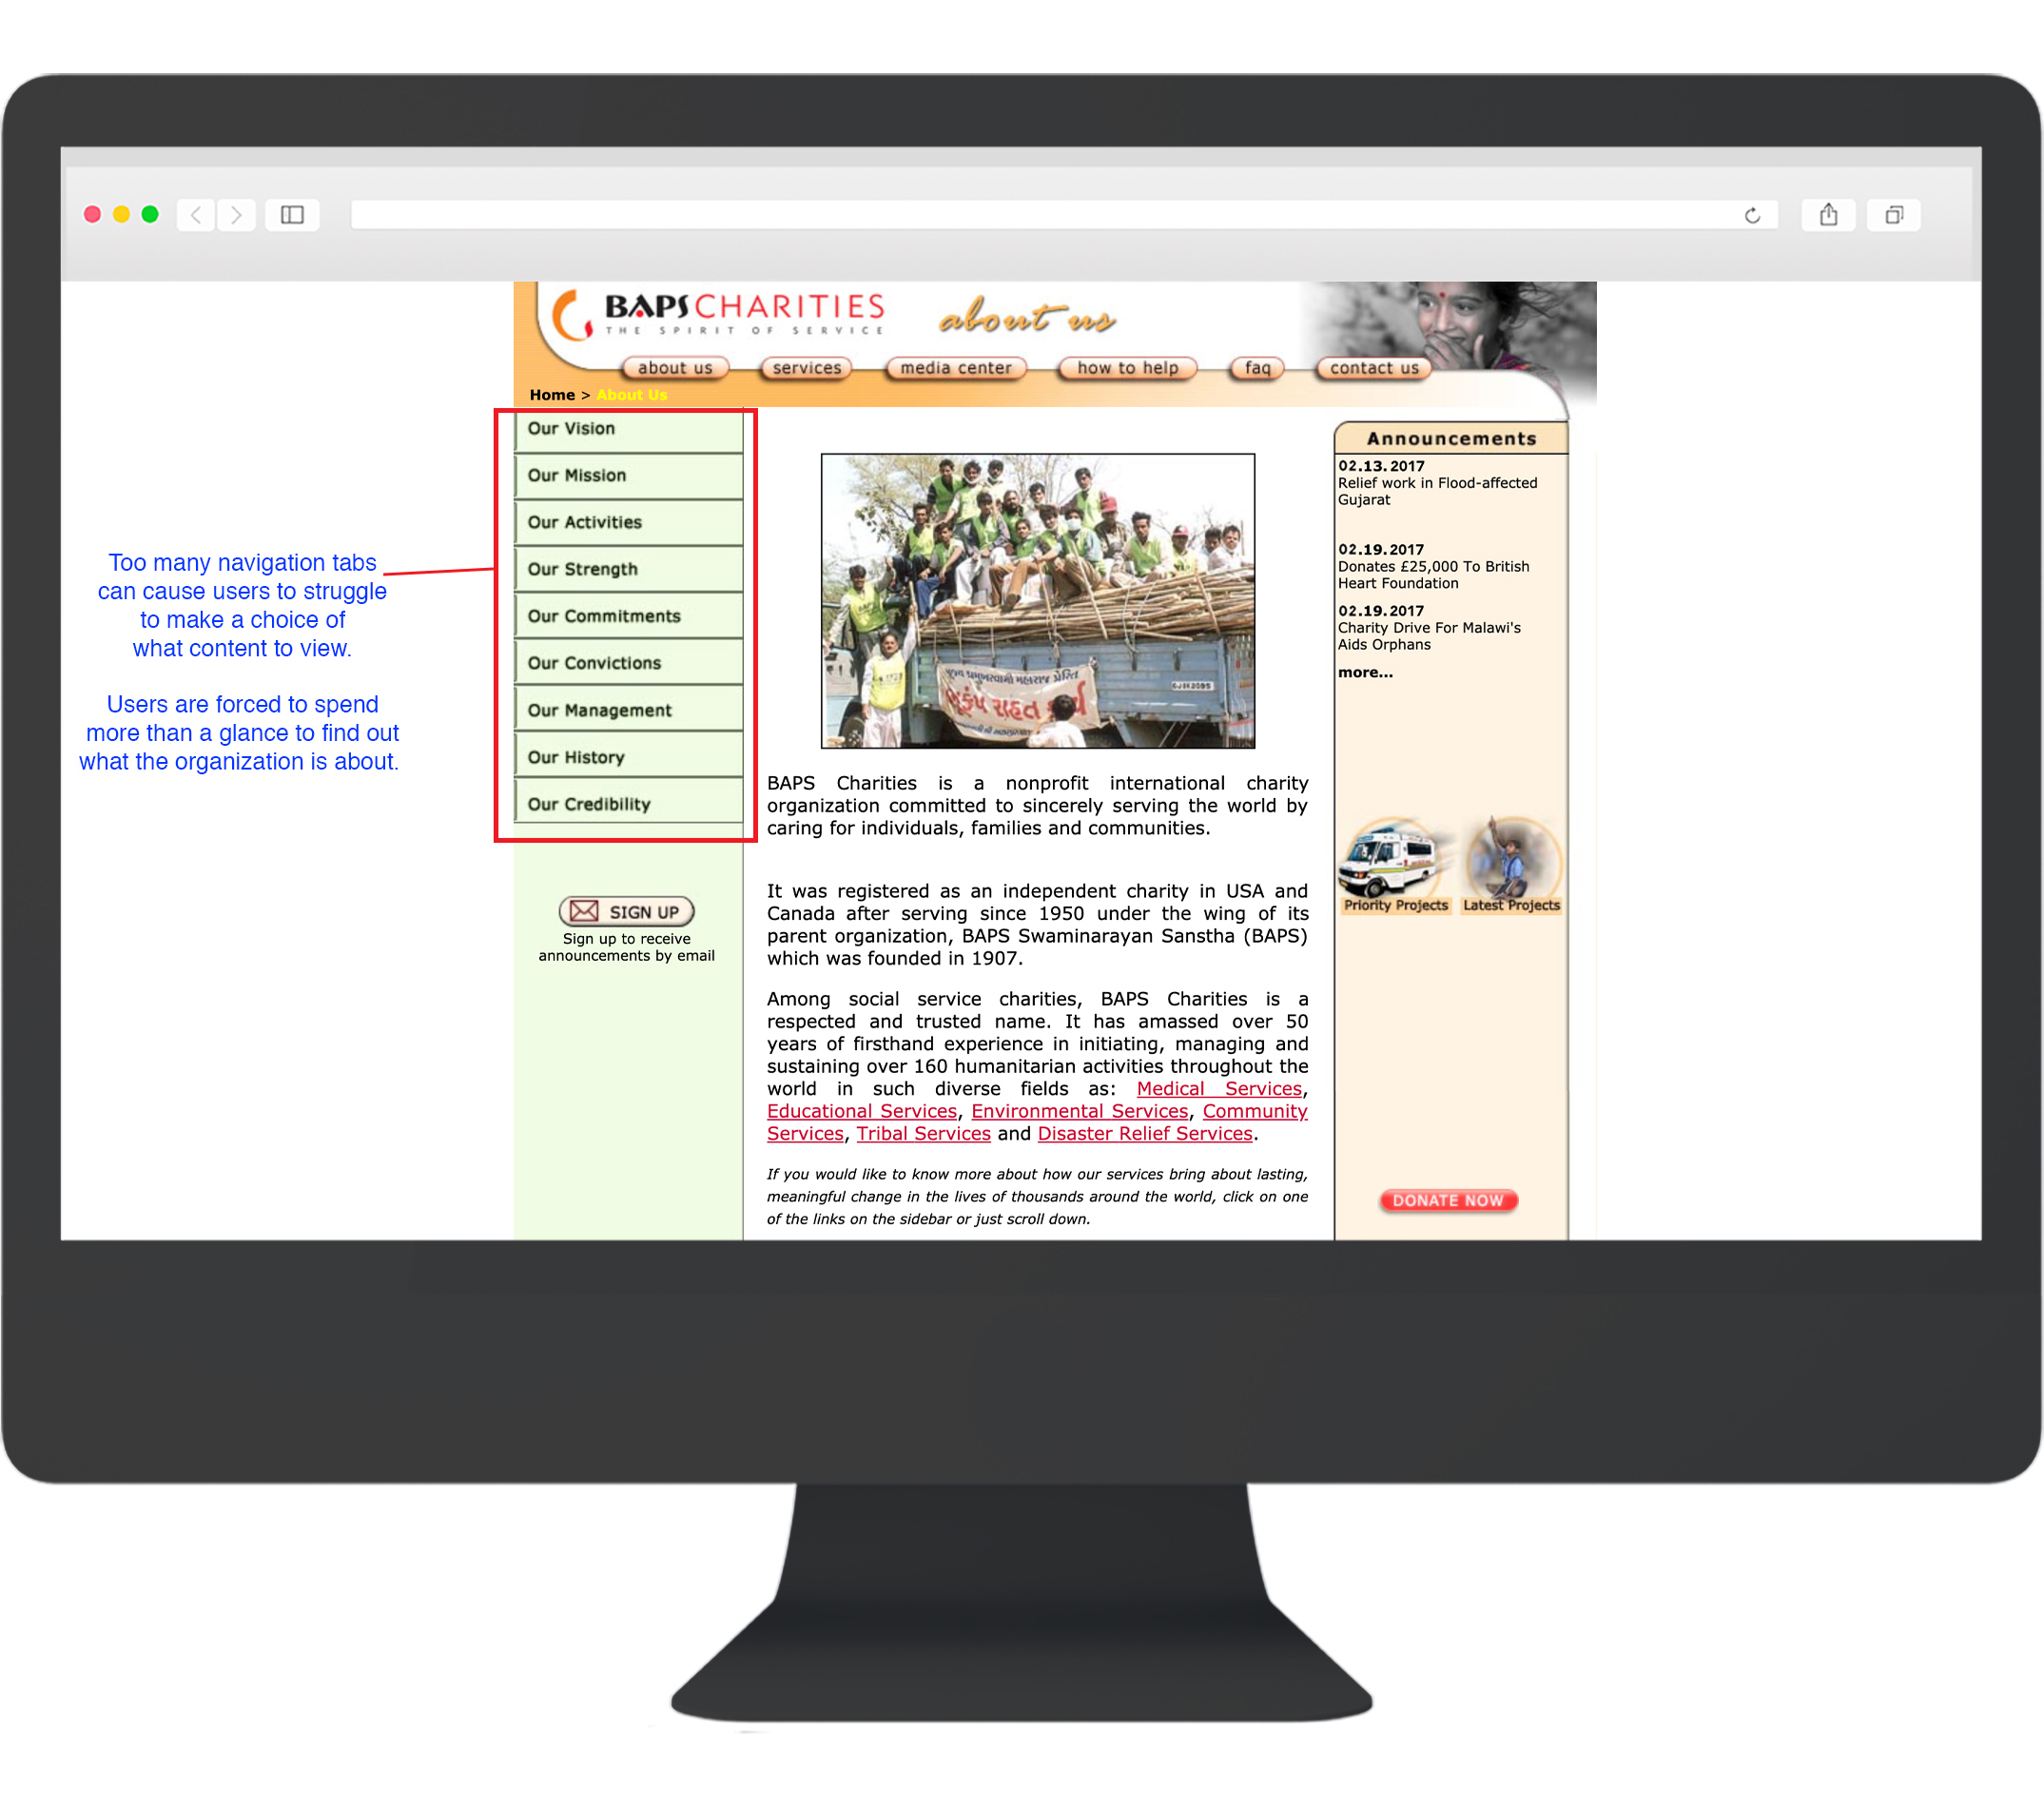 BAPS CHARITIES
THE SPIRIT OF SERVICE
about us
about us
services
media center
how to help
faq
contact us
Home > About Us
Our Vision
Our Mission
Our Activities
Our Strength
Our Commitments
Our Convictions
Our Management
Our History
Our Credibility
Too many navigation tabs
can cause users to struggle
to make a choice of
what content to view.
Users are forced to spend
more than a glance to find out
what the organization is about.
SIGN UP
Sign up to receive
announcements by email
BAPS Charities is a nonprofit international charity
organization committed to sincerely serving the world by
caring for individuals, families and communities.
It was registered as an independent charity in USA and
Canada after serving since 1950 under the wing of its
parent organization, BAPS Swaminarayan Sanstha (BAPS)
which was founded in 1907.
Among social service charities, BAPS Charities is a
respected and trusted name. It has amassed over 50
years of firsthand experience in initiating, managing and
sustaining over 160 humanitarian activities throughout the
world in such diverse fields as: Medical Services,
Educational Services, Environmental Services, Community
Services, Tribal Services and Disaster Relief Services.
If you would like to know more about how our services bring about lasting,
meaningful change in the lives of thousands around the world, click on one
of the links on the sidebar or just scroll down.
Announcements
02.13.2017
Relief work in Flood-affected
Gujarat
02.19.2017
Donates £25,000 To British
Heart Foundation
02.19.2017
Charity Drive For Malawi's
Aids Orphans
more...
Priority Projects
Latest Projects
DONATE NOW